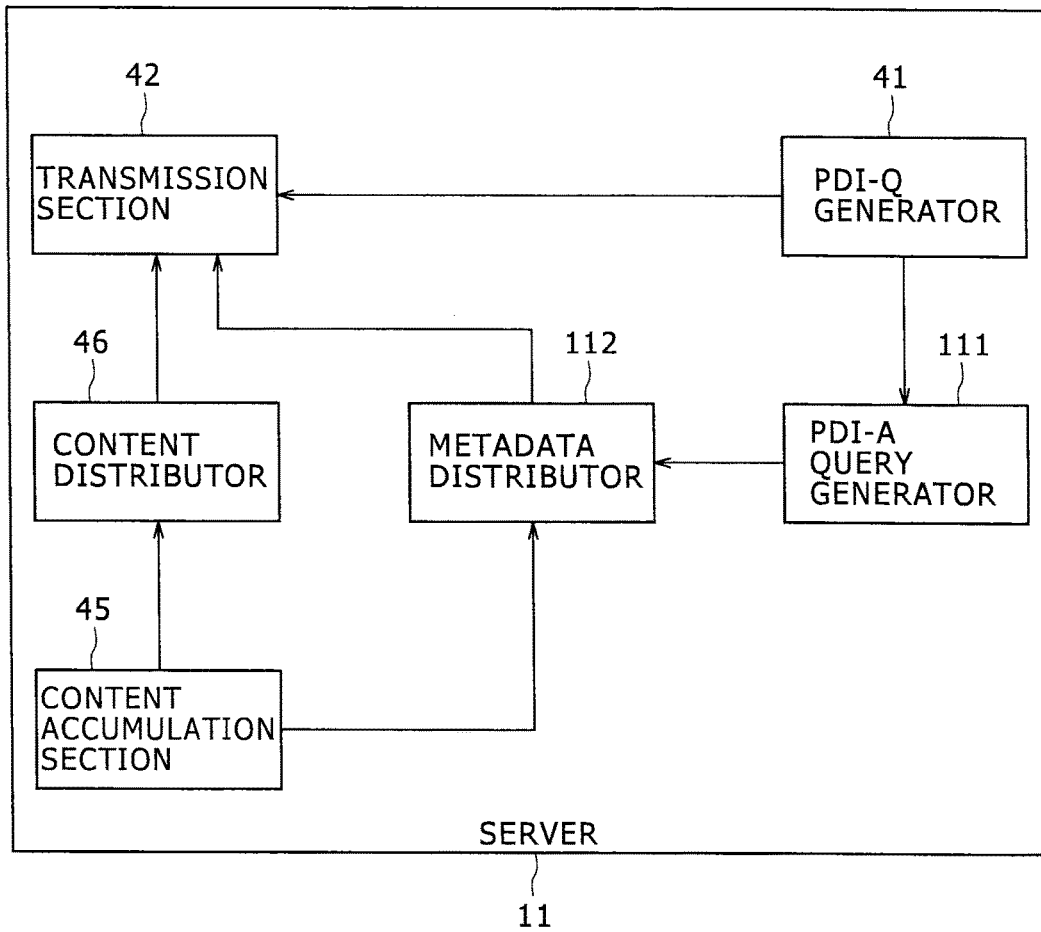 42
41
TRANSMISSION
SECTION
PDI-Q
GENERATOR
46
112
111
CONTENT
DISTRIBUTOR
METADATA
DISTRIBUTOR
PDI-A
QUERY
GENERATOR
45
CONTENT
ACCUMULATION
SECTION
SERVER
11